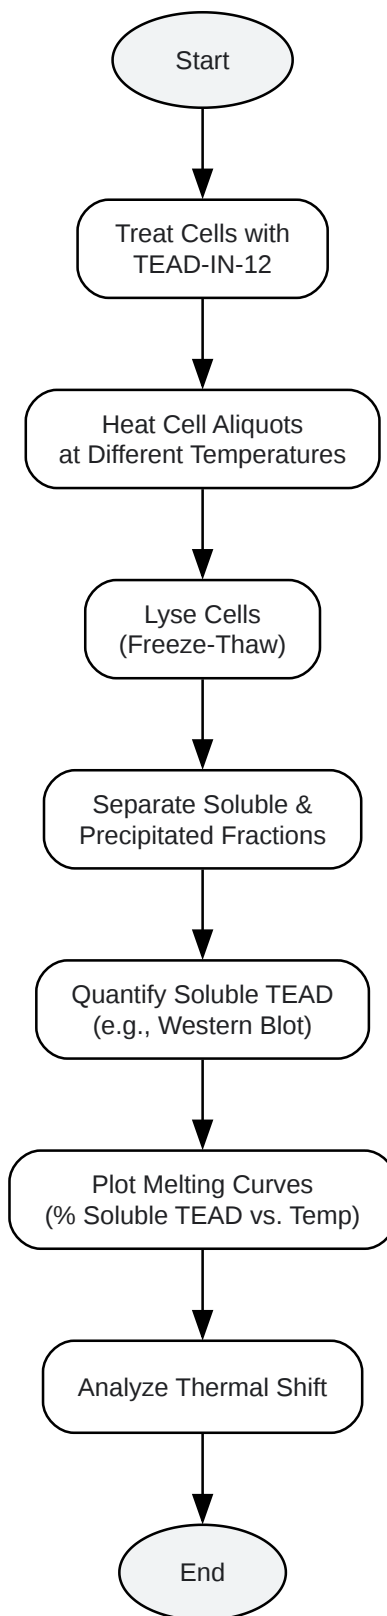 Start
Treat Cells with
TEAD-IN-12
Heat Cell Aliquots
at Different Temperatures
Lyse Cells
(Freeze-Thaw)
Separate Soluble &
Precipitated Fractions
Quantify Soluble TEAD
(e.g., Western Blot)
Plot Melting Curves
(% Soluble TEAD vs. Temp)
Analyze Thermal Shift
End